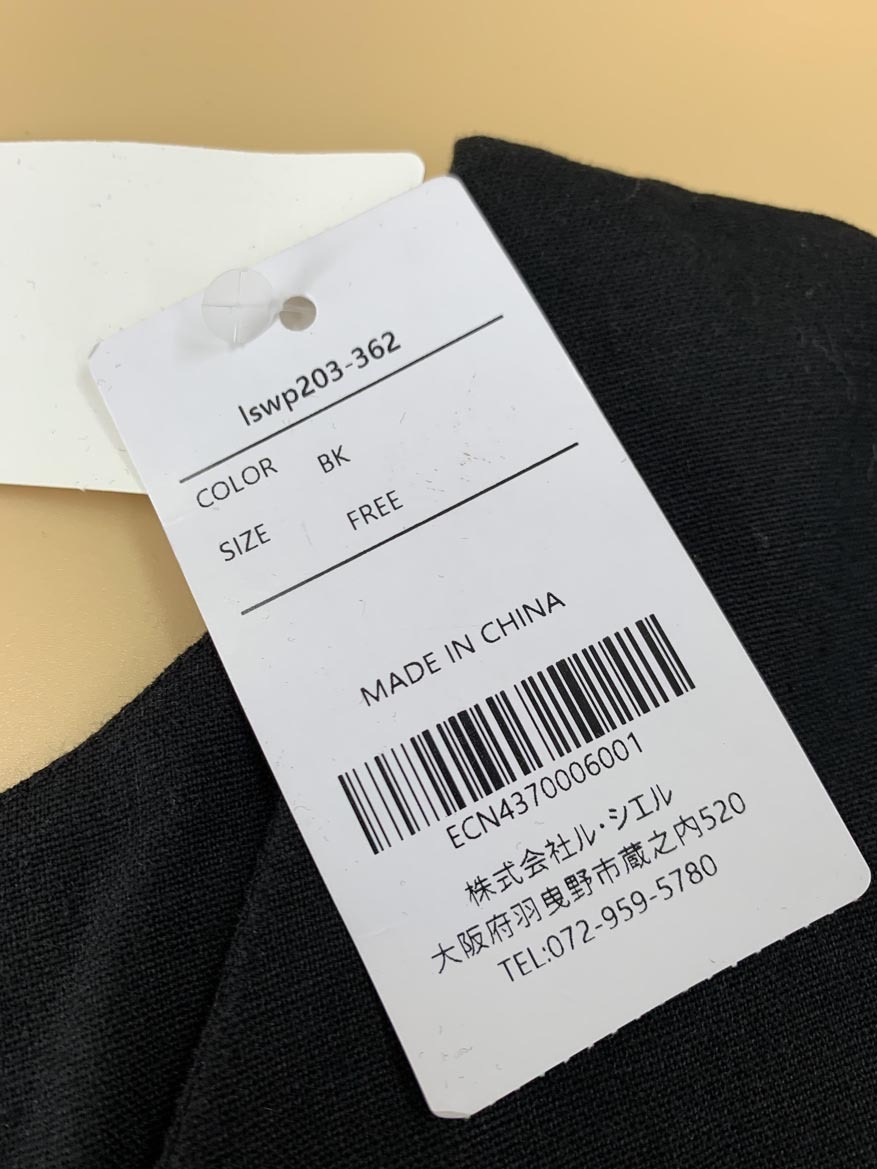 lswp203-362
COLOR BK
SIZE FREE
MADE IN CHINA
ECN4370006001
株式会社ル・シエル
大阪府羽曳野市蔵之内520
TEL:072-959-5780